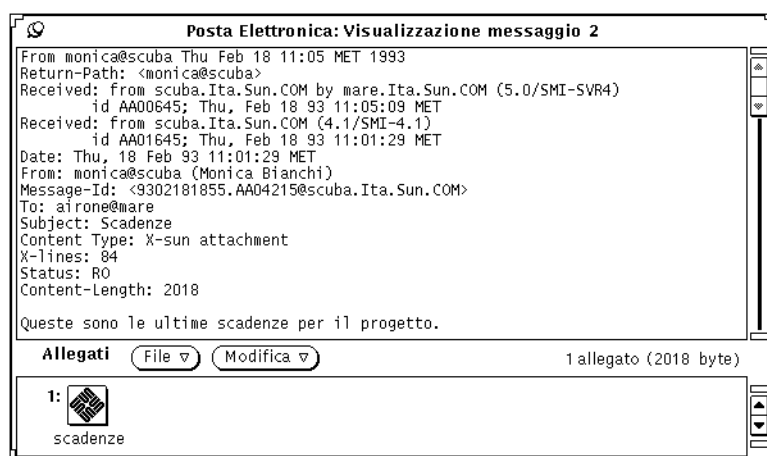 Posta Elettronica: Visualizzazione messaggio 2
From monica@scuba Thu Feb 18 11:05 MET 1993
Return-Path: <monica@scuba>
Received: from scuba.Ita.Sun.COM by mare.Ita.Sun.COM (5.0/SMI-SVR4)
id AA00645; Thu, Feb 18 93 11:05:09 MET
Received: from scuba.Ita.Sun.COM (4.1/SMI-4.1)
id AA01645; Thu, Feb 18 93 11:01:29 MET
Date: Thu, 18 Feb 93 11:01:29 MET
From: monica@scuba (Monica Bianchi)
Message-Id: <9302181855.AA04215@scuba.Ita.Sun.COM>
To: airone@mare
Subject: Scadenze
Content Type: X-sun attachment
X-lines: 84
Status: RO
Content-Length: 2018
Queste sono le ultime scadenze per il progetto.
Allegati File Modifica 1 allegato (2018 byte)
1:
scadenze